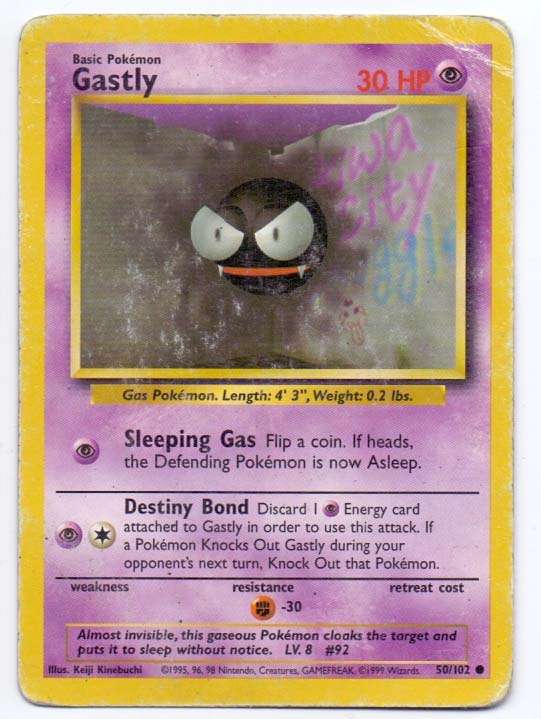 Basic Pokémon
Gastly
30 HP
City
Gas Pokémon. Length: 4' 3", Weight: 0.2 lbs.
Sleeping Gas Flip a coin. If heads,
the Defending Pokémon is now Asleep.
Destiny Bond Discard 1 Energy card
attached to Gastly in order to use this attack. If
a Pokémon Knocks Out Gastly during your
opponent's next turn, Knock Out that Pokémon.
weakness resistance retreat cost
-30
Almost invisible, this gaseous Pokémon cloaks the target and
puts it to sleep without notice. LV. 8 #92
Illus. Keiji Kinebuchi ©1995, 96, 98 Nintendo, Creatures, GAMEFREAK. ©1999 Wizards. 50/102